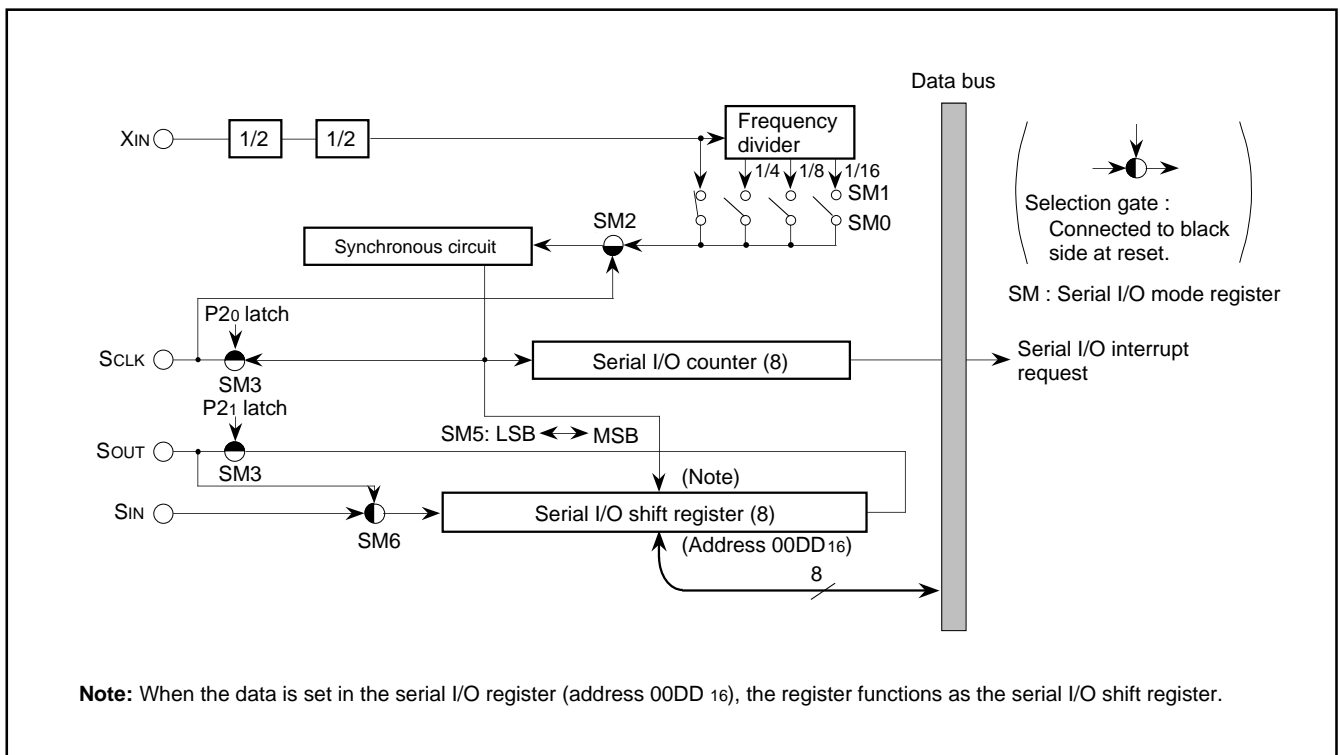 Data bus
XIN
1/2
1/2
Frequency
divider
1/4
1/8
1/16
SM1
SM0
SM2
Synchronous circuit
Selection gate :
Connected to black
side at reset.
SM : Serial I/O mode register
P20 latch
SCLK
SM3
Serial I/O counter (8)
Serial I/O interrupt
request
P21 latch
SM5: LSB
MSB
SOUT
SM3
(Note)
SIN
SM6
Serial I/O shift register (8)
(Address 00DD16)
8
Note: When the data is set in the serial I/O register (address 00DD 16), the register functions as the serial I/O shift register.